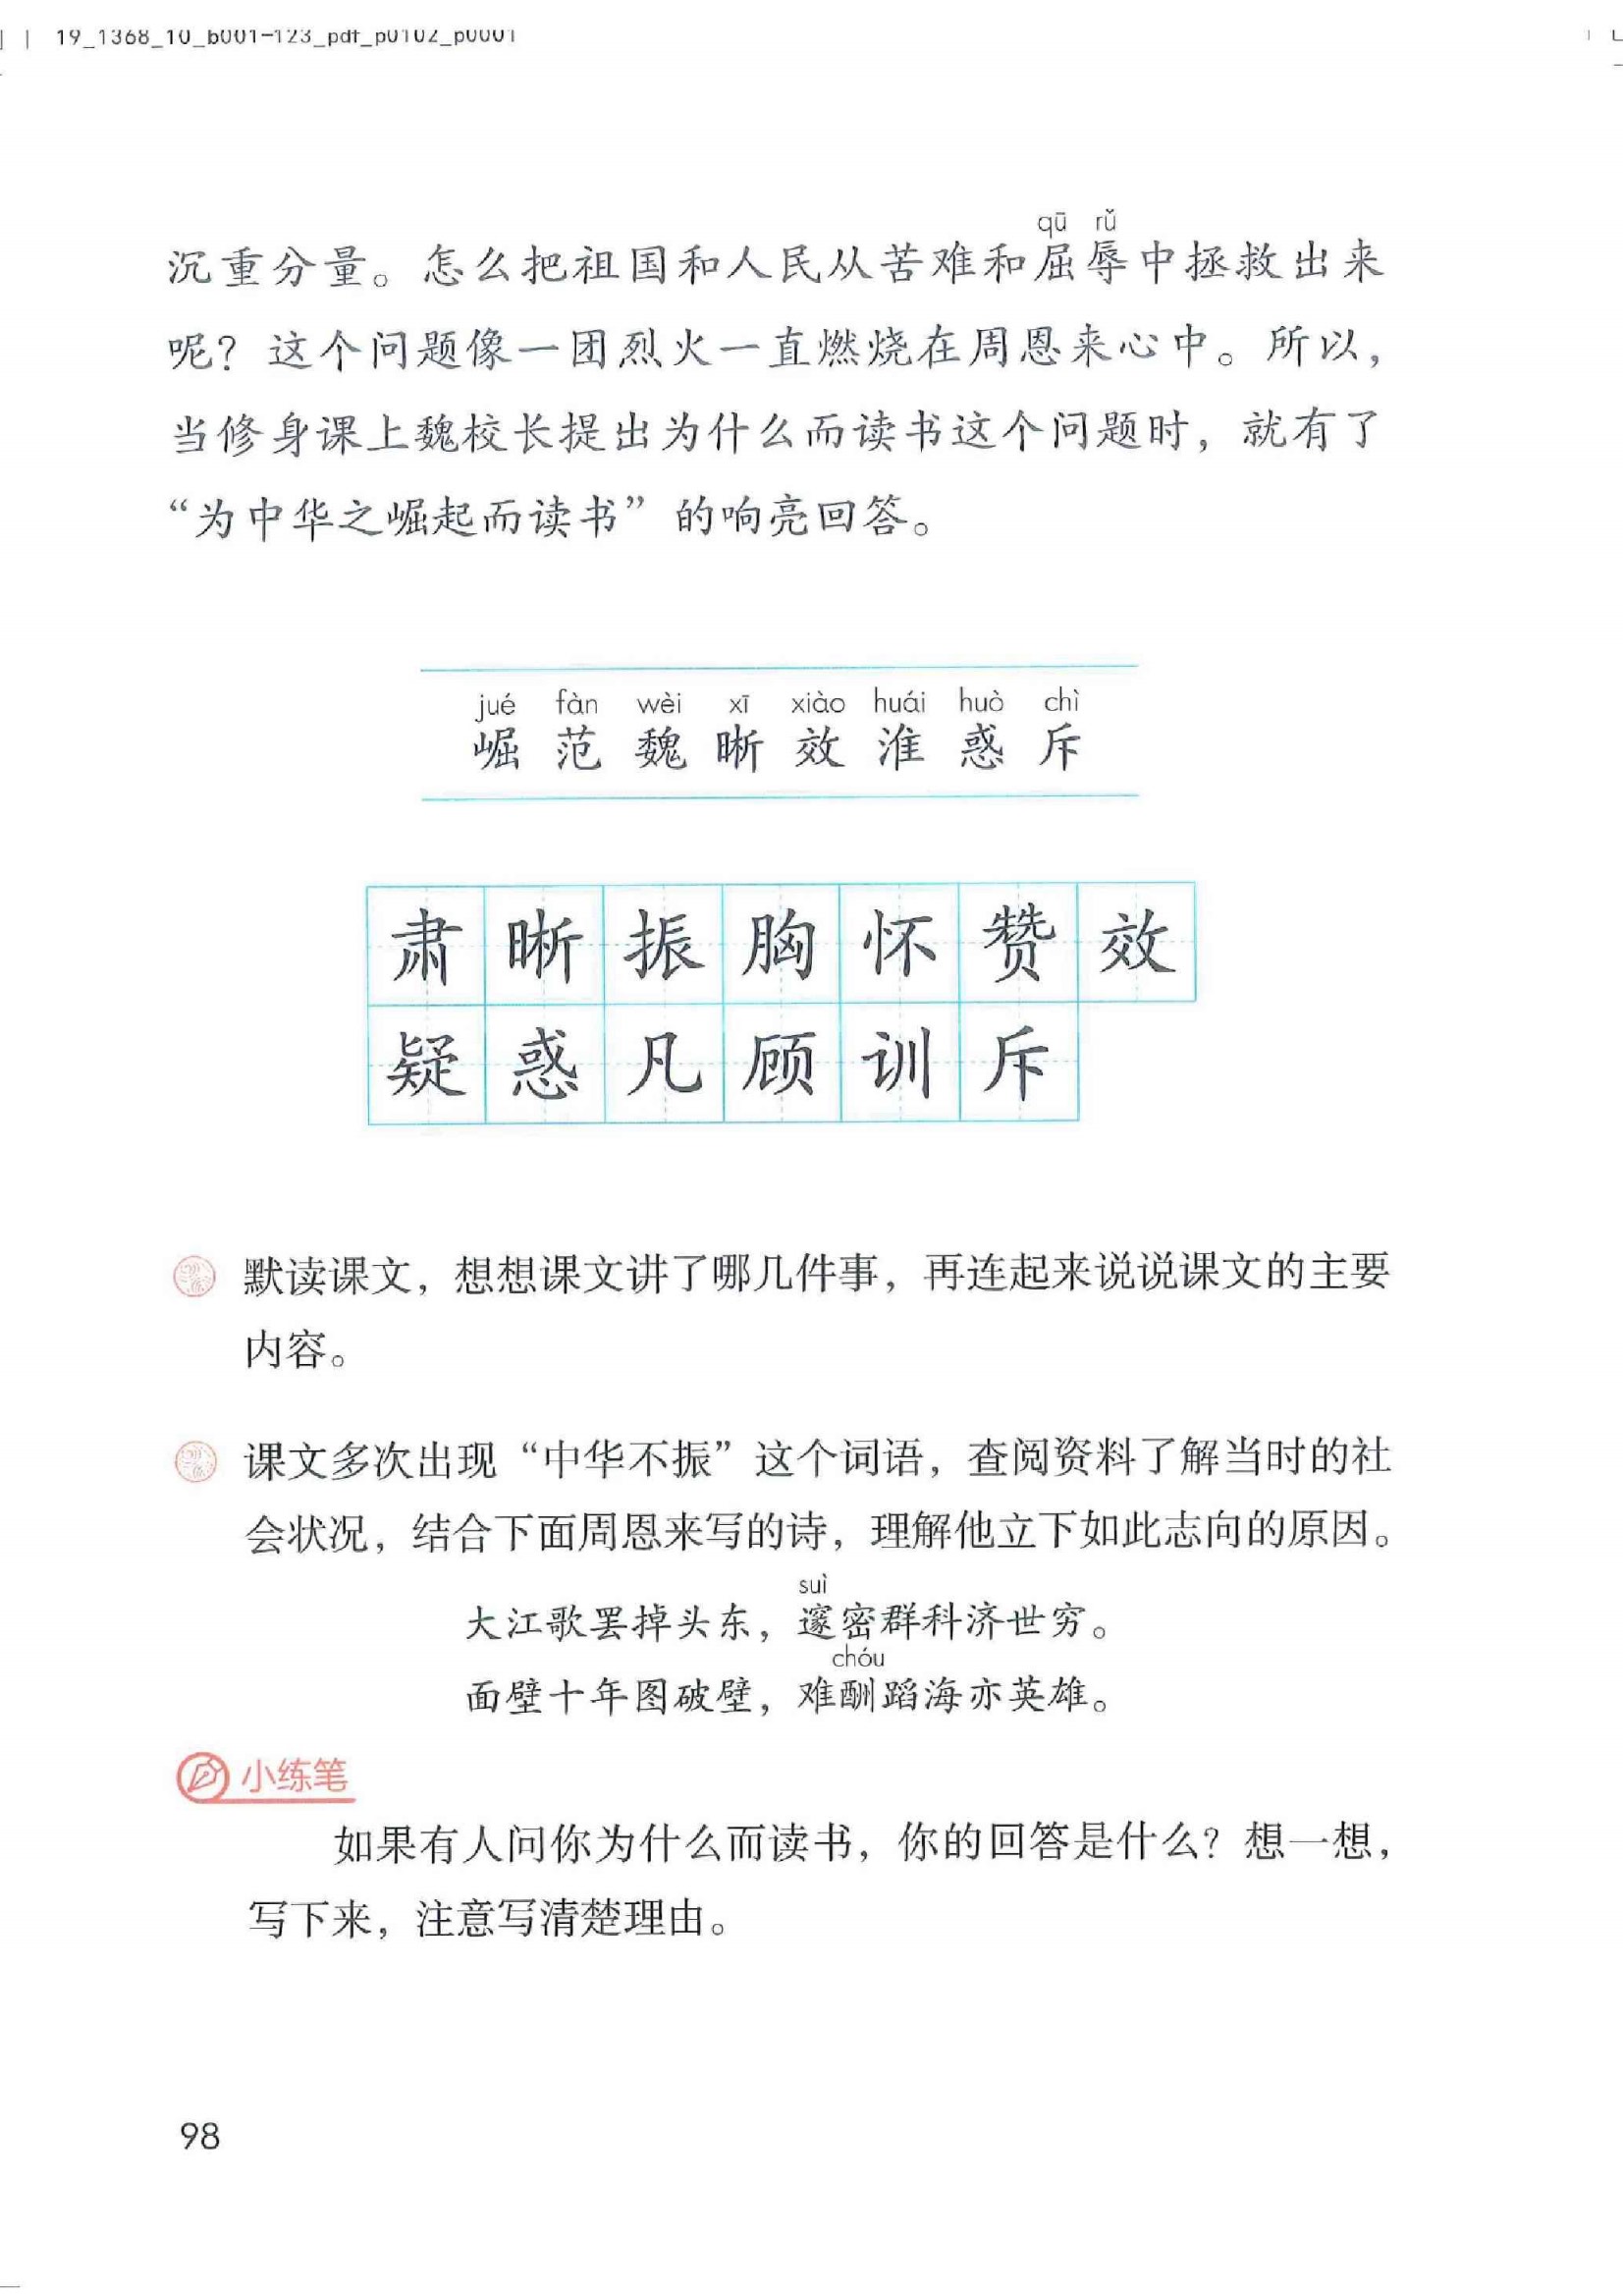 19_1368_10_b001-123_pdf_p0102_p0001
qū rǔ
沉重分量。怎么把祖国和人民从苦难和屈辱中拯救出来
呢？这个问题像一团烈火一直燃烧在周恩来心中。所以，
当修身课上魏校长提出为什么而读书这个问题时，就有了
“为中华之崛起而读书”的响亮回答。
jué fàn wèi xī xiào huái huò chì
崛 范 魏 晰 效 淮 惑 斥
肃 晰 振 胸 怀 赞 效
疑 惑 凡 顾 训 斥
默读课文，想想课文讲了哪几件事，再连起来说说课文的主要
内容。
课文多次出现“中华不振”这个词语，查阅资料了解当时的社
会状况，结合下面周恩来写的诗，理解他立下如此志向的原因。
suì
大江歌罢掉头东，邃密群科济世穷。
chóu
面壁十年图破壁，难酬蹈海亦英雄。
小练笔
如果有人问你为什么而读书，你的回答是什么？想一想，
写下来，注意写清楚理由。
98